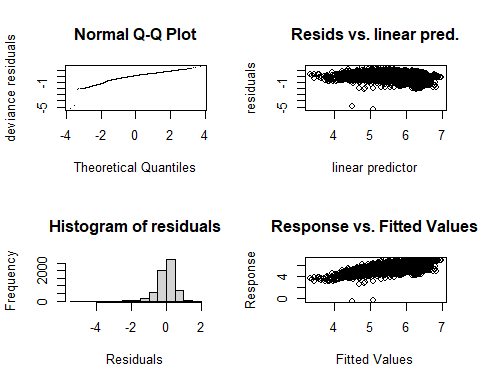 Normal Q-Q Plot
deviance residuals
-1
-5
-4 -2 0 2 4
Theoretical Quantiles
Resids vs. linear pred.
residuals
-1
-5
4 5 6 7
linear predictor
Histogram of residuals
Frequency
2000
0
-4 -2 0 2
Residuals
Response vs. Fitted Values
Response
4
0
4 5 6 7
Fitted Values